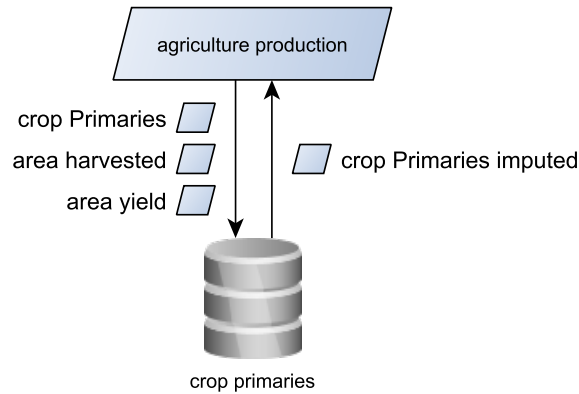 agriculture production
crop Primaries
area harvested
crop Primaries imputed
area yield
crop primaries